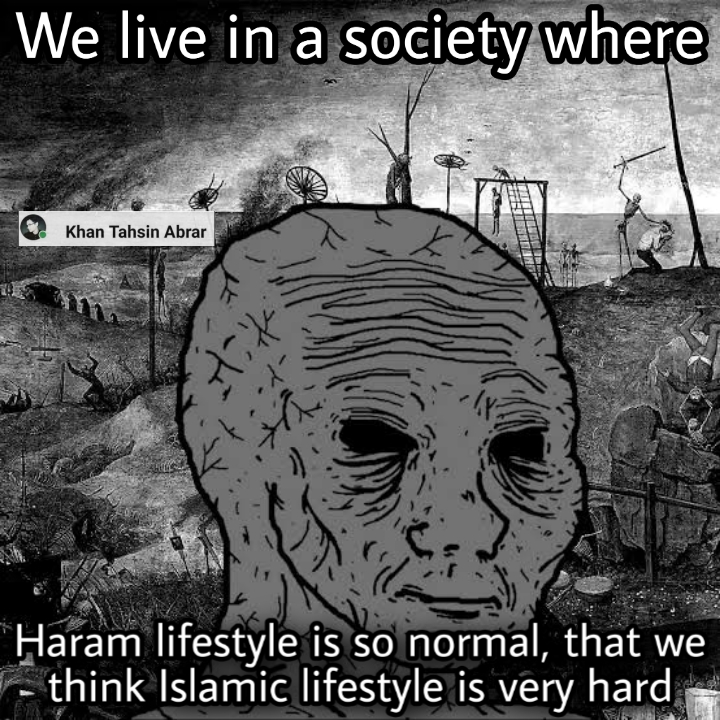 We live in a society where
Khan Tahsin Abrar
Haram lifestyle is so normal, that we
think Islamic lifestyle is very hard